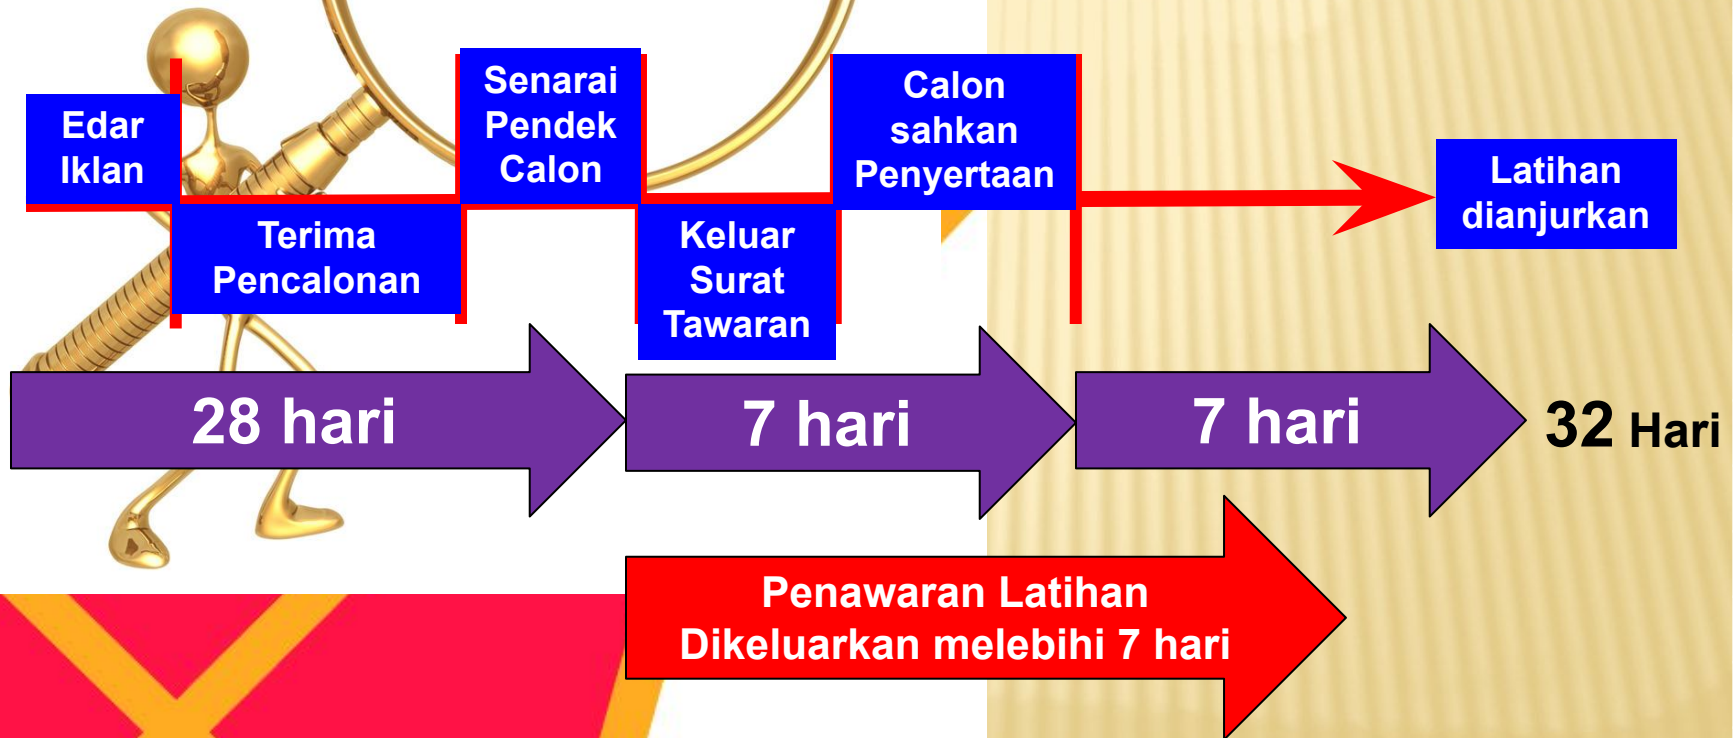 Edar
Iklan
Terima
Pencalonan
Senarai
Pendek
Calon
Keluar
Surat
Tawaran
Calon
sahkan
Penyertaan
Latihan
dianjurkan
28 hari
7 hari
7 hari
32 Hari
Penawaran Latihan
Dikeluarkan melebihi 7 hari